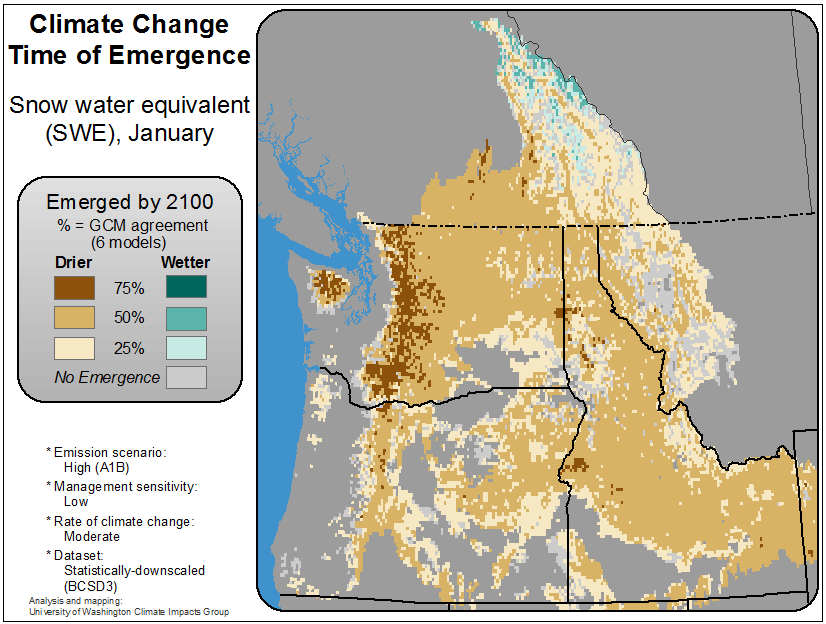 Climate Change
Time of Emergence
Snow water equivalent
(SWE), January
Emerged by 2100
% = GCM agreement
(6 models)
Drier Wetter
75%
50%
25%
No Emergence
* Emission scenario:
High (A1B)
* Management sensitivity:
Low
* Rate of climate change:
Moderate
* Dataset:
Statistically-downscaled
(BCSD3)
Analysis and mapping:
University of Washington Climate Impacts Group